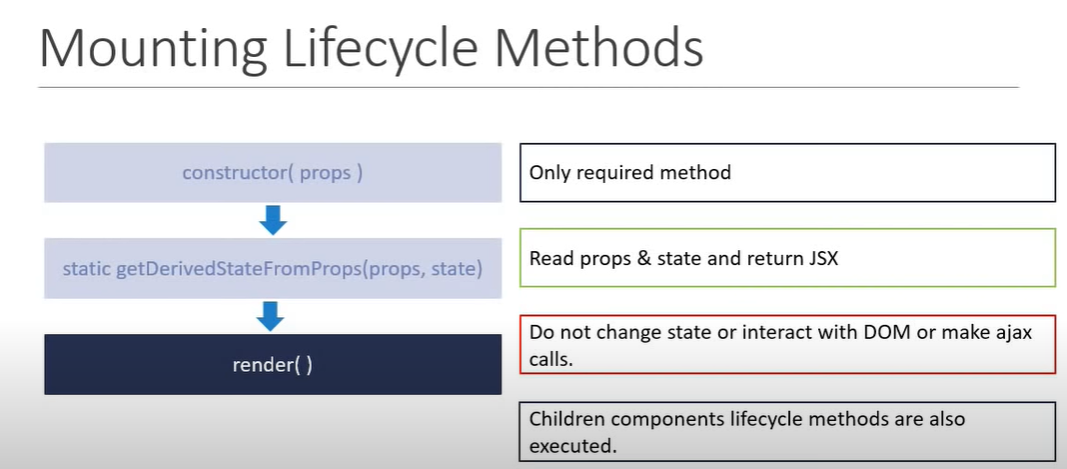 Mounting Lifecycle Methods
constructor( props )
static getDerivedStateFromProps(props, state)
render( )
Only required method
Read props & state and return JSX
Do not change state or interact with DOM or make ajax
calls.
Children components lifecycle methods are also
executed.